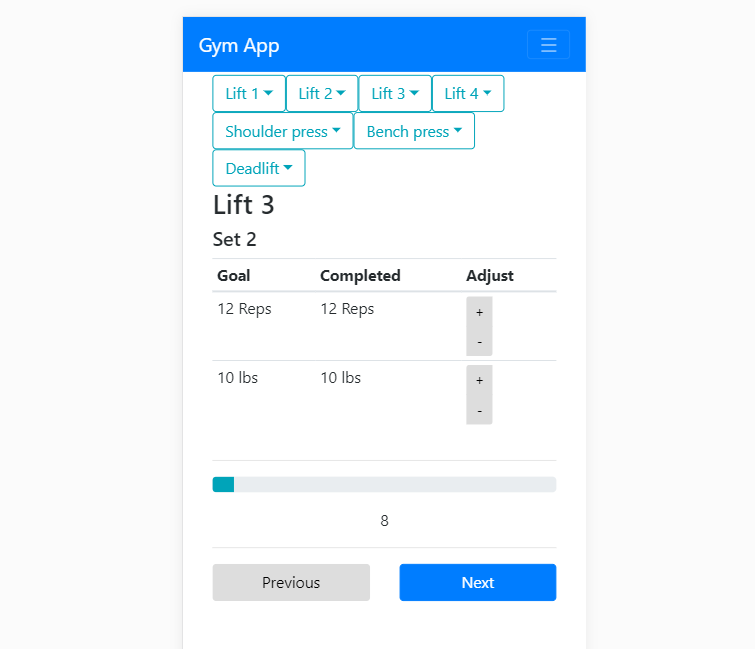 Gym App
Lift 1 Lift 2 Lift 3 Lift 4
Shoulder press Bench press
Deadlift
Lift 3
Set 2
Goal Completed Adjust
12 Reps 12 Reps +
-
10 lbs 10 lbs +
-
8
Previous Next